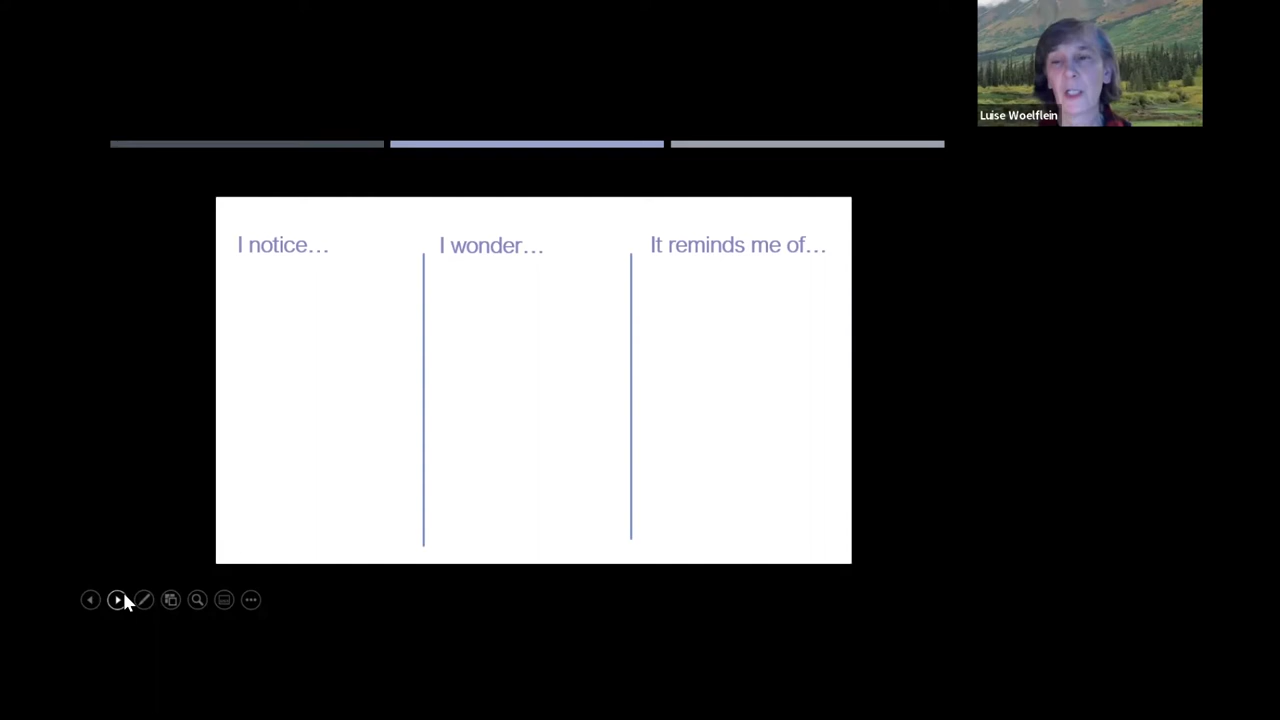 Luise Woelflein
I notice…
I wonder…
It reminds me of…